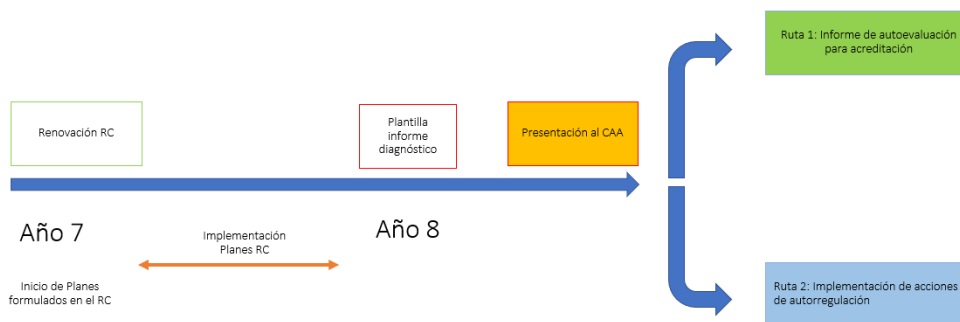 Ruta 1: Informe de autoevaluación
para acreditación
Renovación RC
Plantilla
informe
diagnóstico
Presentación al CAA
Año 7
Implementación
Planes RC
Año 8
Inicio de Planes
formulados en el RC
Ruta 2: Implementación de acciones
de autorregulación